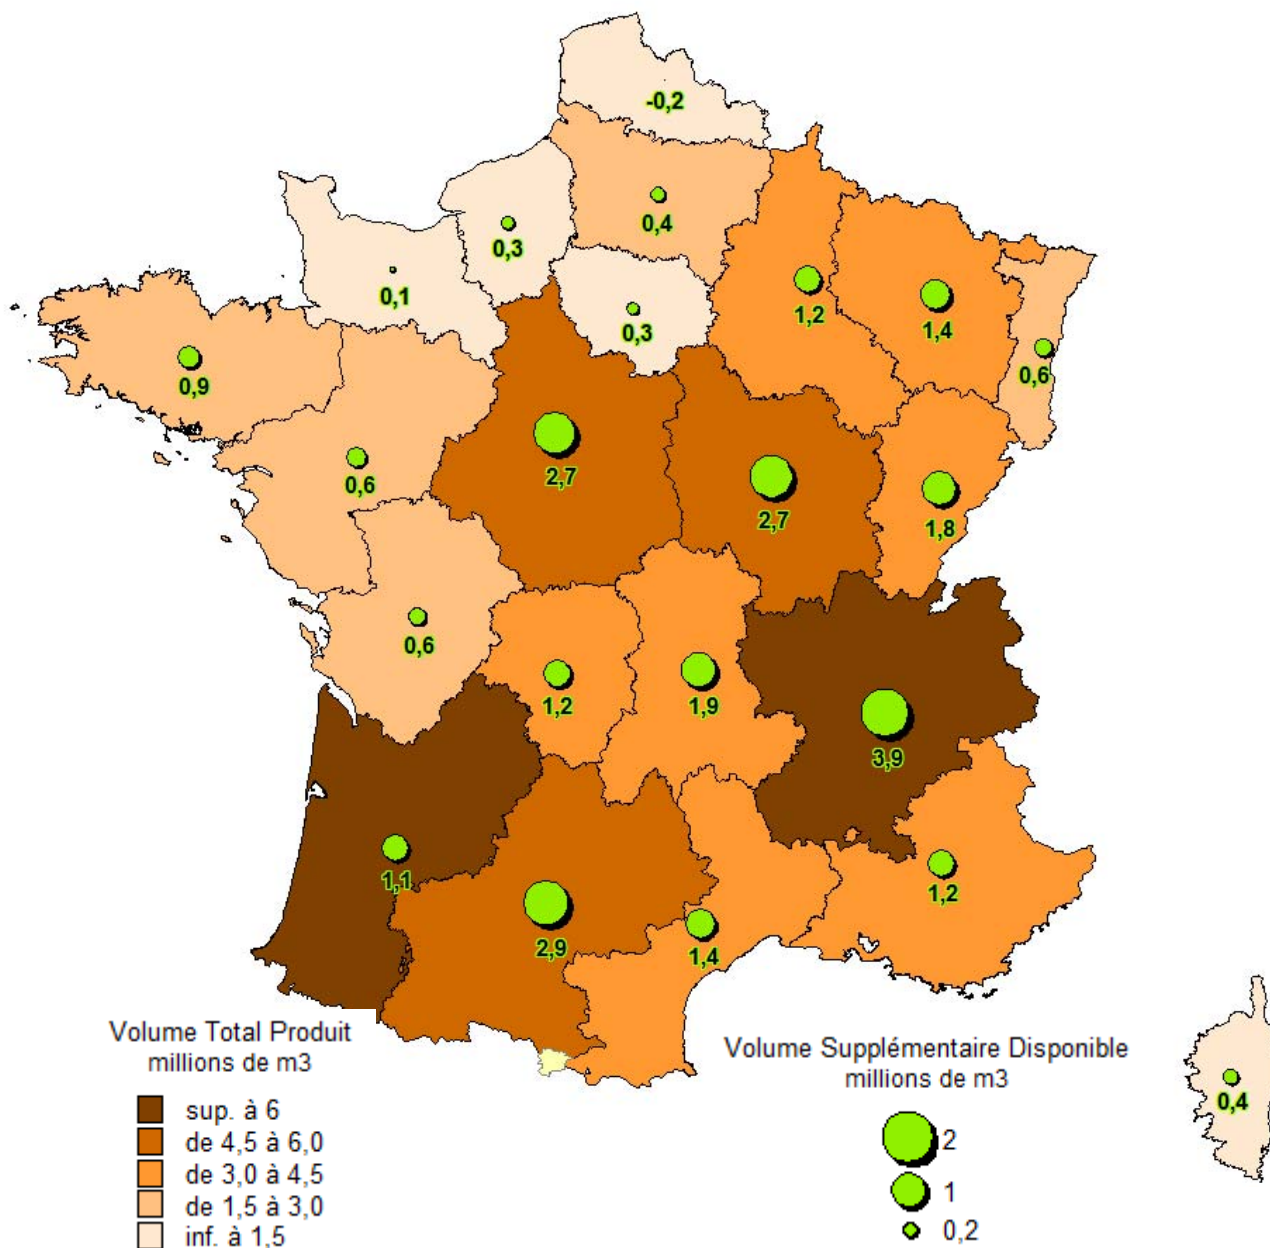 -0,2
0,4
0,3
0,1
0,3
1,2
1,4
0,6
0,9
0,6
2,7
2,7
1,8
0,6
1,2
1,9
3,9
1,1
2,9
1,4
1,2
0,4
Volume Total Produit
millions de m3
sup. à 6
de 4,5 à 6,0
de 3,0 à 4,5
de 1,5 à 3,0
inf. à 1,5
Volume Supplémentaire Disponible
millions de m3
2
1
0,2